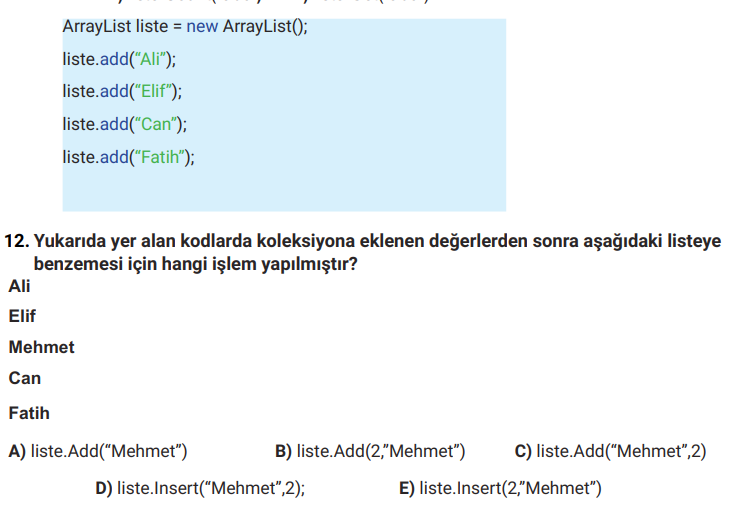 ArrayList liste = new ArrayList();
liste.add(“Ali”);
liste.add(“Elif”);
liste.add(“Can”);
liste.add(“Fatih”);
12. Yukarıda yer alan kodlarda koleksiyona eklenen değerlerden sonra aşağıdaki listeye
benzemesi için hangi işlem yapılmıştır?
Ali
Elif
Mehmet
Can
Fatih
A) liste.Add(“Mehmet”) B) liste.Add(2,”Mehmet”) C) liste.Add(“Mehmet”,2)
D) liste.Insert(“Mehmet”,2); E) liste.Insert(2,”Mehmet”)